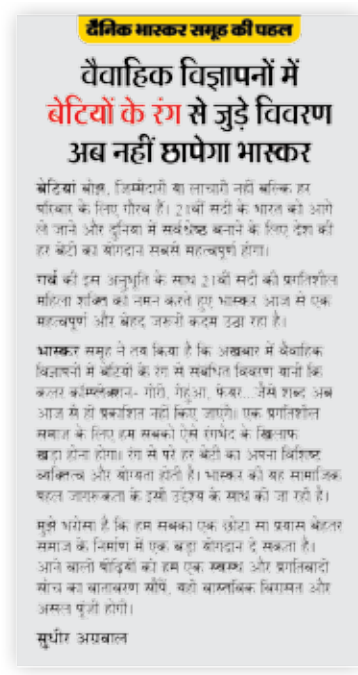 दैनिक भास्कर समूह की पहल
वैवाहिक विज्ञापनों में
बेटियों के रंग से जुड़े विवरण
अब नहीं छापेगा भास्कर
बेटियां बोझ, जिम्मेदारी या लाचारी नहीं बल्कि हर
परिवार के लिए गौरव हैं। 21वीं सदी के भारत को आगे
ले जाने और दुनिया में सर्वश्रेष्ठ बनाने के लिए देश की
हर बेटी का योगदान सबसे महत्वपूर्ण होगा।
गर्व की इस अनुभूति के साथ 21वीं सदी की प्रगतिशील
महिला शक्ति को नमन करते हुए भास्कर आज से एक
महत्वपूर्ण और बेहद जरूरी कदम उठा रहा है।
भास्कर समूह ने तय किया है कि अखबार में वैवाहिक
विज्ञापनों में बेटियों के रंग से संबंधित विवरण यानी कि
कलर कॉम्प्लेक्शन- गोरी, गेहुंआ, फेयर...जैसे शब्द अब
आज से ही प्रकाशित नहीं किए जाएंगे। एक प्रगतिशील
समाज के लिए हम सबको ऐसे रंगभेद के खिलाफ
खड़ा होना होगा। रंग से परे हर बेटी का अपना विशिष्ट
व्यक्तित्व और योग्यता होती है। भास्कर की यह सामाजिक
पहल जागरूकता के इसी उद्देश्य के साथ की जा रही है।
मुझे भरोसा है कि हम सबका एक छोटा सा प्रयास बेहतर
समाज के निर्माण में एक बड़ा योगदान दे सकता है।
आने वाली पीढ़ियों को हम एक स्वस्थ और प्रगतिवादी
सोच का वातावरण सौंपें, यही वास्तविक विरासत और
असल पूंजी होगी।
सुधीर अग्रवाल